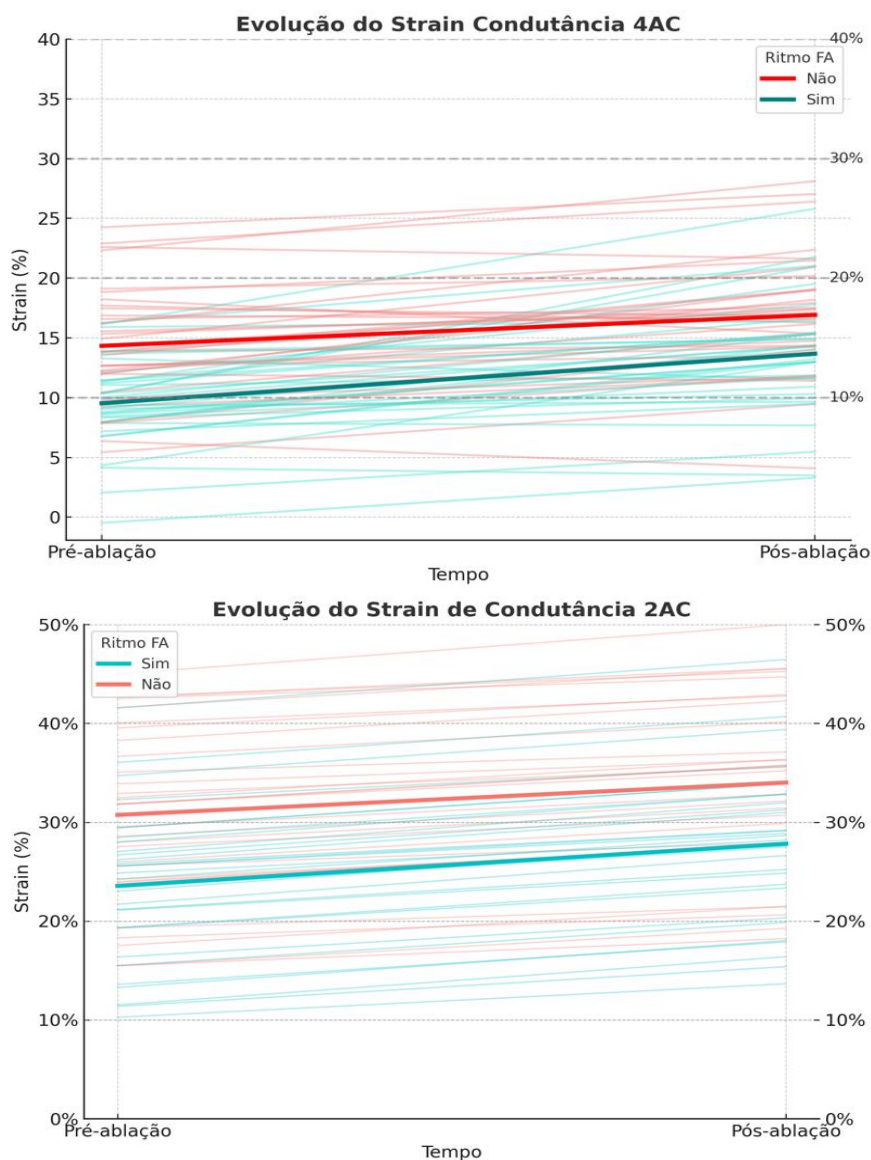 Evolução do Strain Condutância 4AC
40
35
30
25
20
15
10
5
0
Strain (%)
40%
30%
20%
10%
Ritmo FA
Não
Sim
Pré-ablação
Pós-ablação
Tempo
Evolução do Strain de Condutância 2AC
50%
40%
30%
20%
10%
0%
Strain (%)
Ritmo FA
Sim
Não
50%
40%
30%
20%
10%
0%
Pré-ablação
Pós-ablação
Tempo